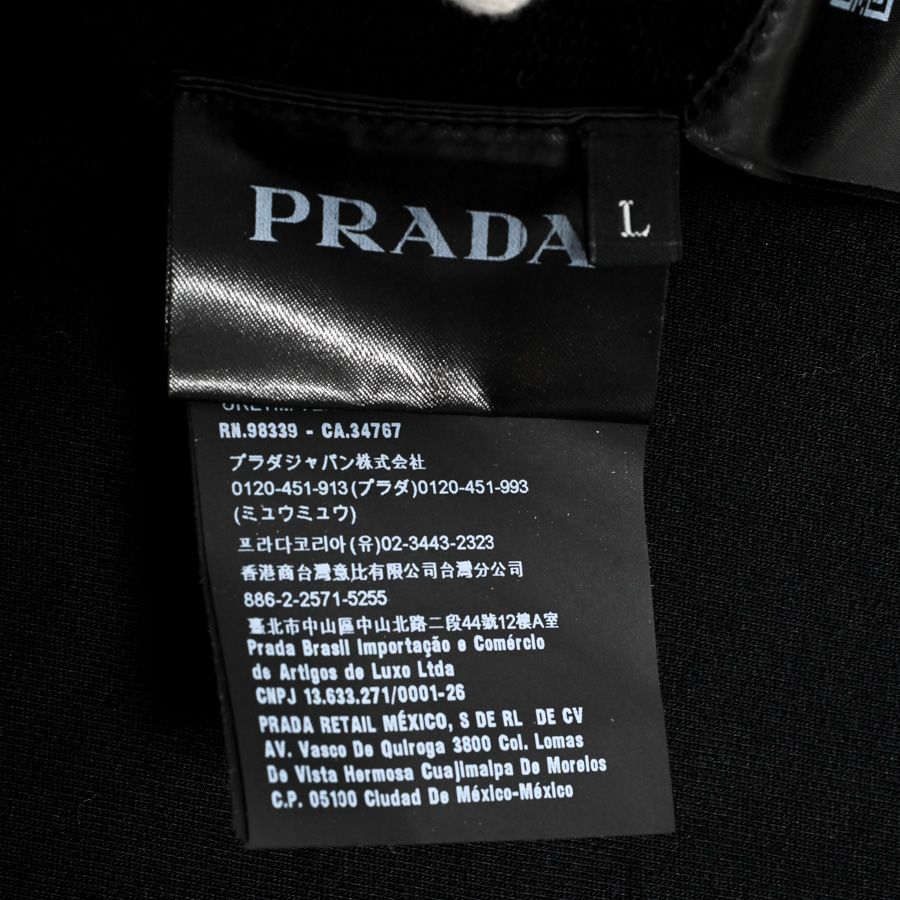 PRADA
L
RN.98339 - CA.34767
プラダジャパン株式会社
0120-451-913(プラダ)0120-451-993
(ミュウミュウ)
프라다코리아(유)02-3443-2323
香港商台灣意比有限公司台灣分公司
886-2-2571-5255
臺北市中山區中山北路二段44號12樓A室
Prada Brasil Importação e Comércio
de Artigos de Luxo Ltda
CNPJ 13.633.271/0001-26
PRADA RETAIL MÉXICO, S DE RL DE CV
AV. Vasco De Quiroga 3800 Col. Lomas
De Vista Hermosa Cuajimalpa De Morelos
C.P. 05100 Ciudad De México-México